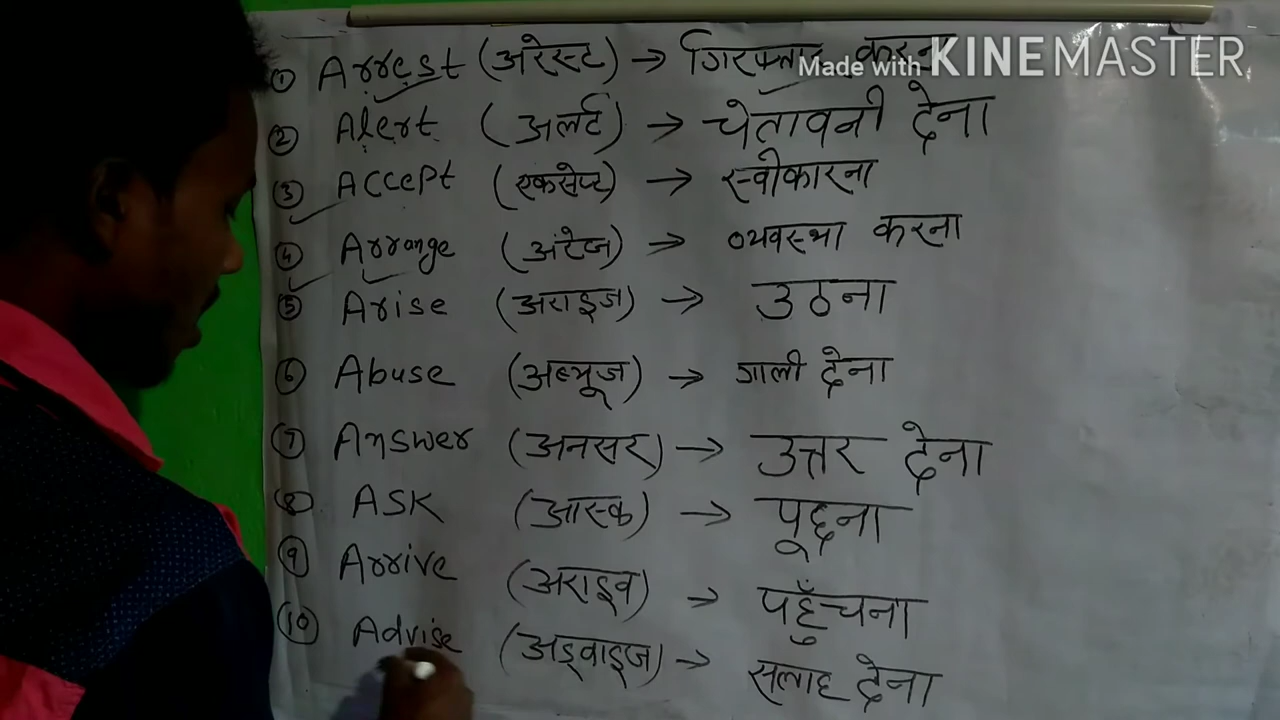 ① Arrest (अरेस्ट) → गिरफ्तार करना
Made with KINEMASTER
② Alert (अलर्ट) → चेतावनी देना
③ Accept (एकसेप्ट) → स्वीकारना
④ Arrange (अरेन्ज) → व्यवस्था करना
⑤ Arise (अराइज) → उठना
⑥ Abuse (अब्यूज) → गाली देना
⑦ Answer (अनसर) → उत्तर देना
⑧ ASK (आस्क) → पूछना
⑨ Arrive (अराइव) → पहुँचना
⑩ Advise (अड्वाइज) → सलाह देना